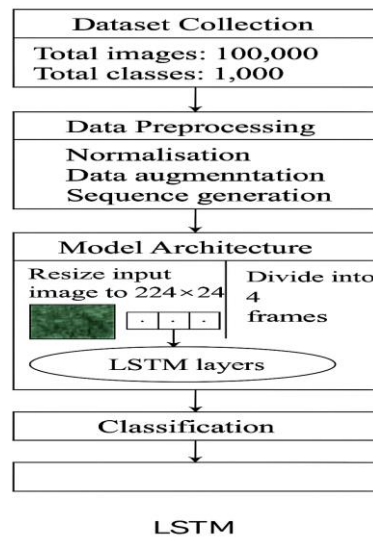 Dataset Collection
Total images: 100,000
Total classes: 1,000
Data Preprocessing
Normalisation
Data augmenntation
Sequence generation
Model Architecture
Resize input
image to 224×24
Divide into
4
frames
LSTM layers
Classification
LSTM